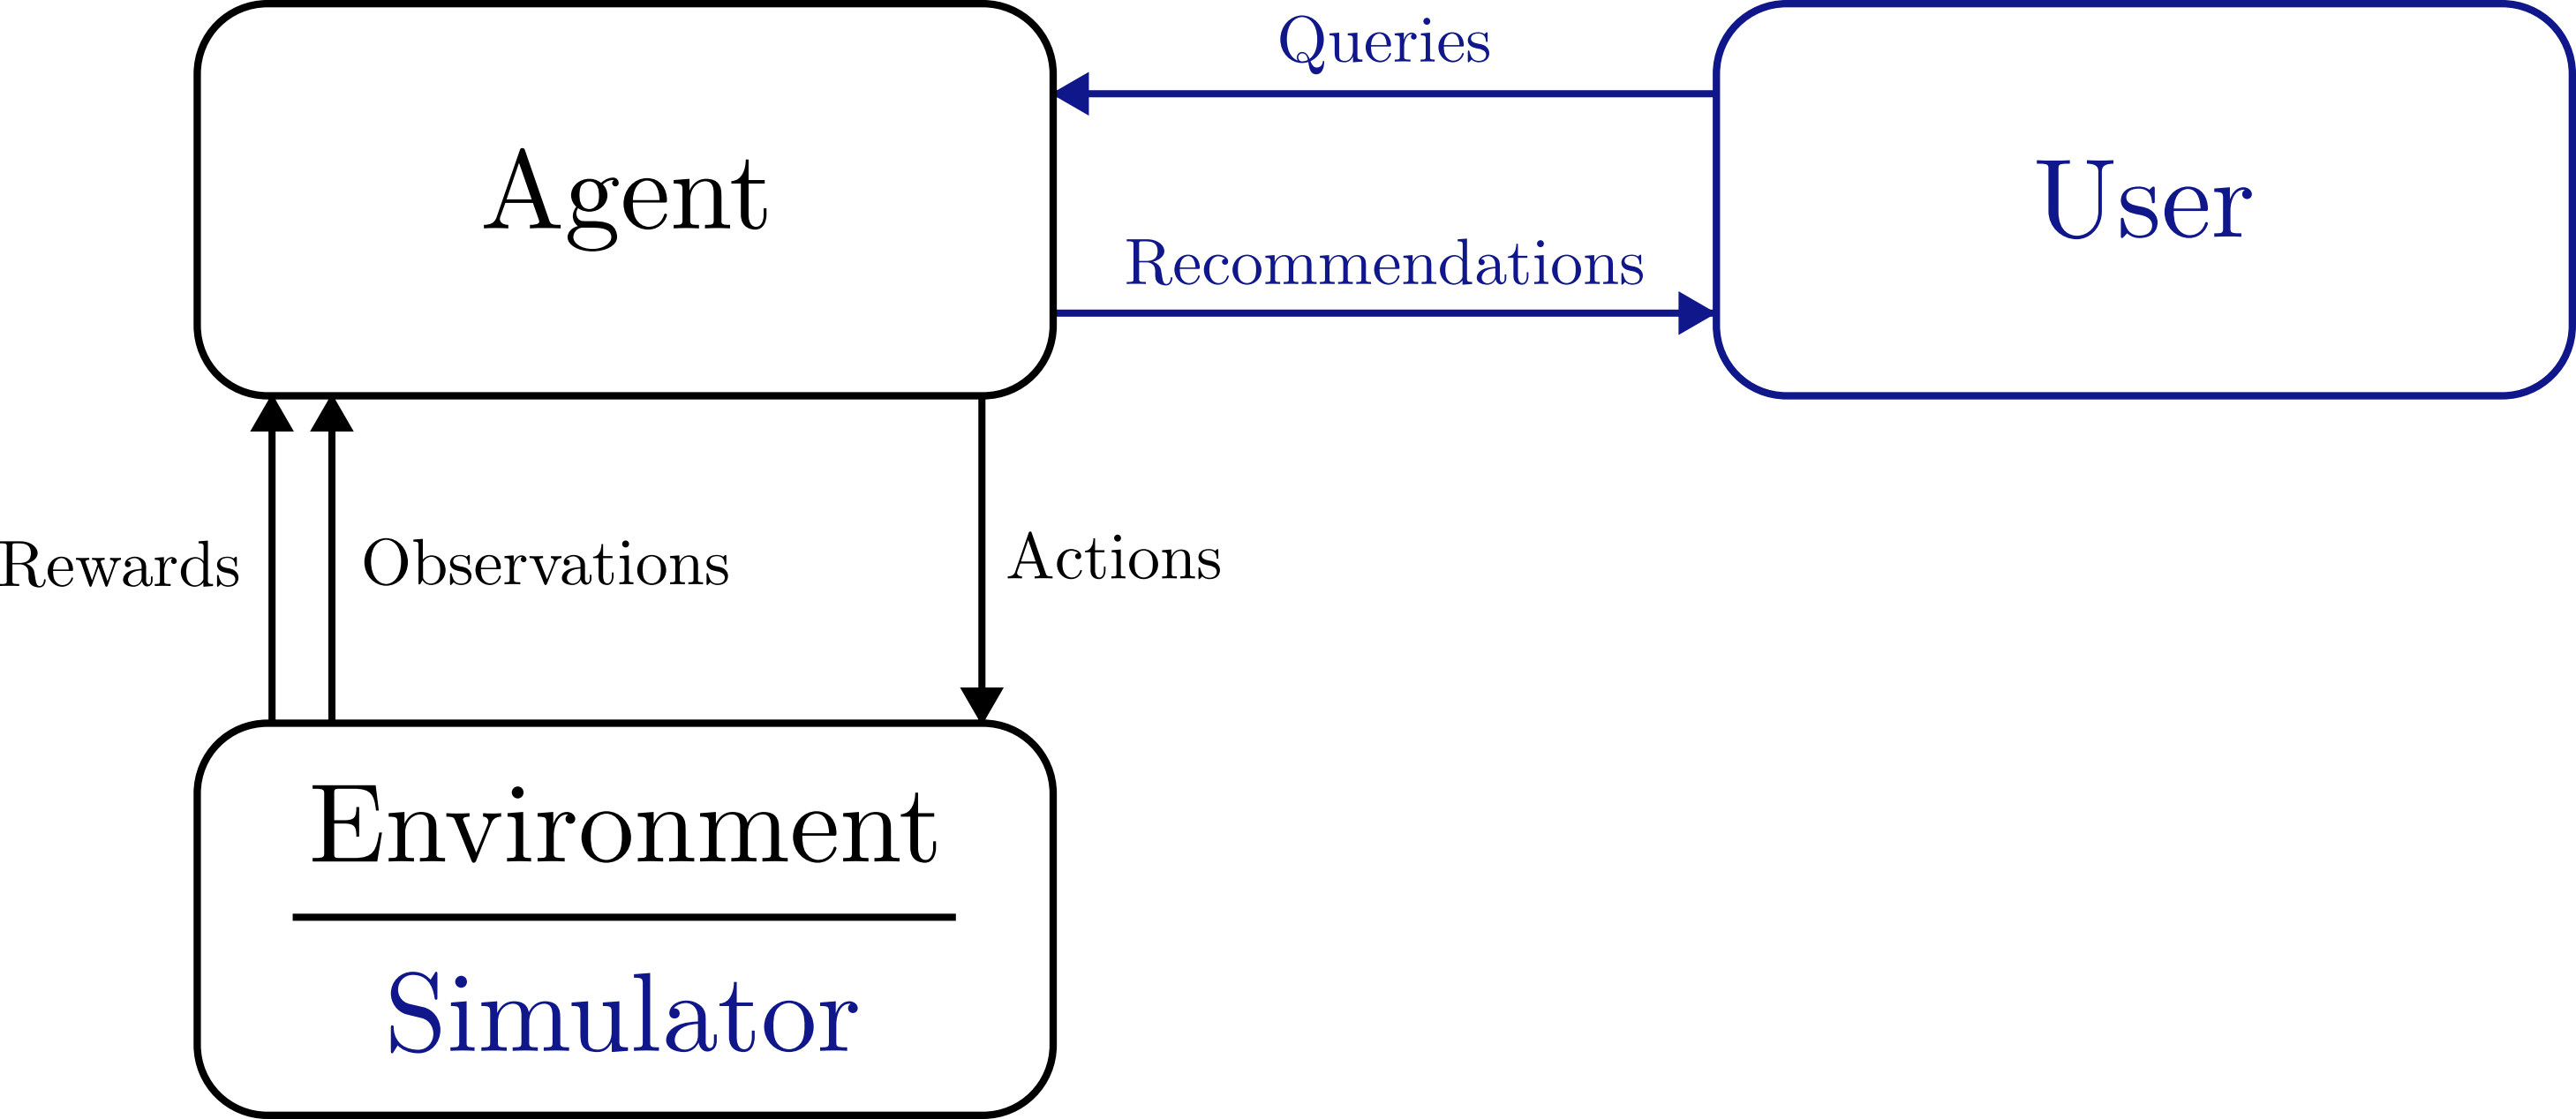 Queries
Agent
User
Recommendations
Rewards
Observations
Actions
Environment
Simulator